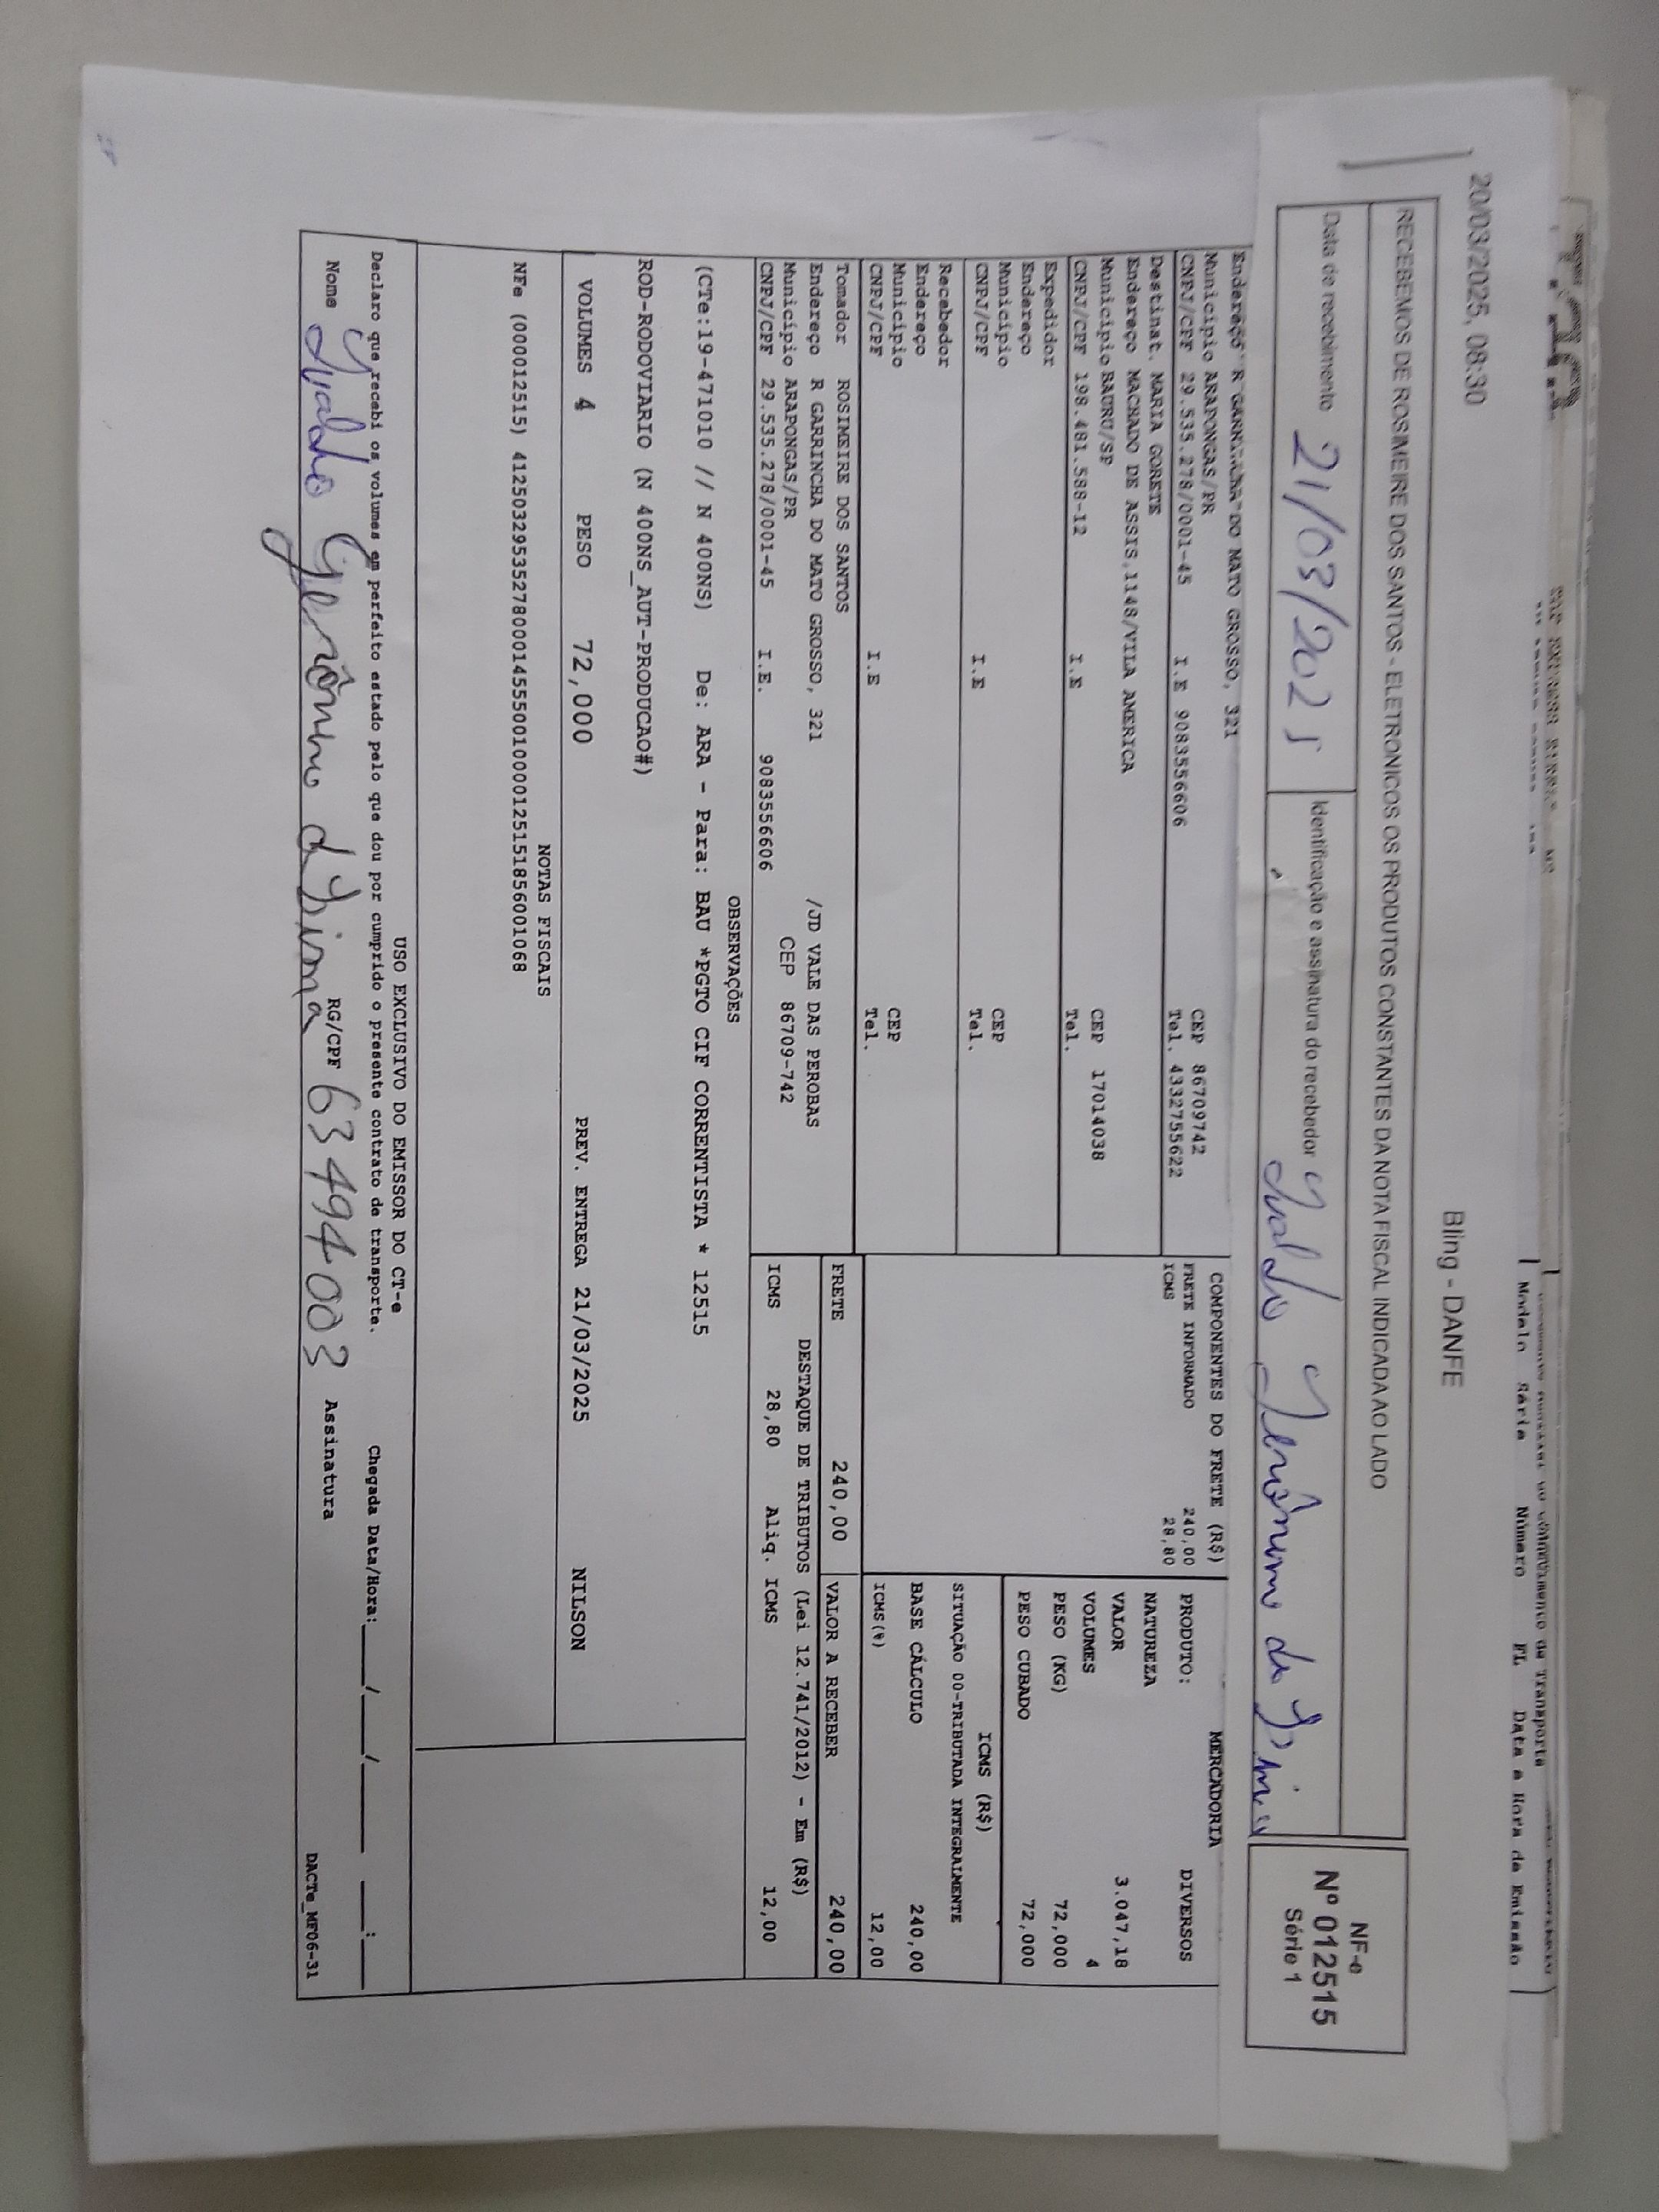 20/03/2025, 08:30
Bling - DANFE
Modelo Série Número FL Data e Hora de Emissão
RECEBEMOS DE ROSIMEIRE DOS SANTOS - ELETRONICOS OS PRODUTOS CONSTANTES DA NOTA FISCAL INDICADA AO LADO
Data de recebimento 21/03/2025
Identificação e assinatura do recebedor
NF-e
Nº 012515
Série 1
Endereço R GARRINCHA DO MATO GROSSO, 321
Município ARAPONGAS/PR CEP 86709742
CNPJ/CPF 29.535.278/0001-45 I.E 9083556606 Tel. 4332755622
Destinat. MARIA GORETE
Endereço MACHADO DE ASSIS,1148/VILA AMERICA
Município BAURU/SP CEP 17014038
CNPJ/CPF 198.481.588-12 I.E Tel.
Expedidor
Endereço
Município CEP
CNPJ/CPF I.E Tel.
Recebedor
Endereço
Município CEP
CNPJ/CPF I.E Tel.
Tomador ROSIMEIRE DOS SANTOS
Endereço R GARRINCHA DO MATO GROSSO, 321 /JD VALE DAS PEROBAS
Município ARAPONGAS/PR CEP 86709-742
CNPJ/CPF 29.535.278/0001-45 I.E. 9083556606
COMPONENTES DO FRETE (R$)
FRETE INFORMADO 240,00
ICMS 28,80
MERCADORIA
PRODUTO: DIVERSOS
NATUREZA
VALOR 3.047,18
VOLUMES 4
PESO (KG) 72,000
PESO CUBADO 72,000
ICMS (R$)
SITUAÇÃO 00-TRIBUTADA INTEGRALMENTE
BASE CÁLCULO 240,00
ICMS(%) 12,00
FRETE 240,00 VALOR A RECEBER 240,00
DESTAQUE DE TRIBUTOS (Lei 12.741/2012) - Em (R$)
ICMS 28,80 Aliq. ICMS 12,00
OBSERVAÇÕES
(CTe:19-471010 // N 400NS) De: ARA - Para: BAU *PGTO CIF CORRENTISTA * 12515
ROD-RODOVIARIO (N 400NS_AUT-PRODUCAO#)
VOLUMES 4 PESO 72,000 PREV. ENTREGA 21/03/2025 NILSON
NOTAS FISCAIS
NFe (000012515) 41250329535278000145550010000125151856001068
USO EXCLUSIVO DO EMISSOR DO CT-e
Declaro que recebi os volumes em perfeito estado pelo que dou por cumprido o presente contrato de transporte. Chegada Data/Hora: ___/___/____ ___:___
Nome RG/CPF 63494003 Assinatura
DACTe_MF06-31